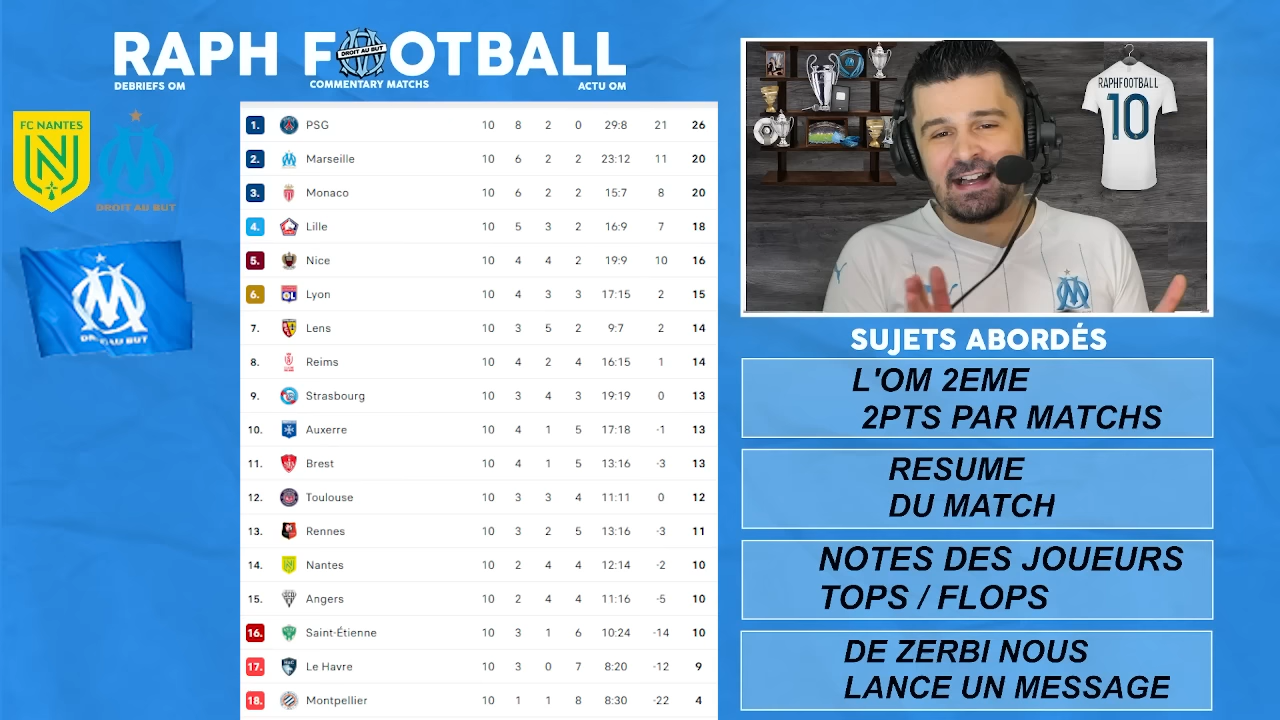 RAPH FOOTBALL
DROIT AU BUT
DEBRIEFS OM
COMMENTARY MATCHS
ACTU OM
FC NANTES
N
DROIT AU BUT
DROIT AU BUT
1. PSG 10 8 2 0 29:8 21 26
2. Marseille 10 6 2 2 23:12 11 20
3. Monaco 10 6 2 2 15:7 8 20
4. Lille 10 5 3 2 16:9 7 18
5. Nice 10 4 4 2 19:9 10 16
6. Lyon 10 4 3 3 17:15 2 15
7. Lens 10 3 5 2 9:7 2 14
8. Reims 10 4 2 4 16:15 1 14
9. Strasbourg 10 3 4 3 19:19 0 13
10. Auxerre 10 4 1 5 17:18 -1 13
11. Brest 10 4 1 5 13:16 -3 13
12. Toulouse 10 3 3 4 11:11 0 12
13. Rennes 10 3 2 5 13:16 -3 11
14. Nantes 10 2 4 4 12:14 -2 10
15. Angers 10 2 4 4 11:16 -5 10
16. Saint-Étienne 10 3 1 6 10:24 -14 10
17. Le Havre 10 3 0 7 8:20 -12 9
18. Montpellier 10 1 1 8 8:30 -22 4
RAPHFOOTBALL
10
SUJETS ABORDÉS
L'OM 2EME
2PTS PAR MATCHS
RESUME
DU MATCH
NOTES DES JOUEURS
TOPS / FLOPS
DE ZERBI NOUS
LANCE UN MESSAGE